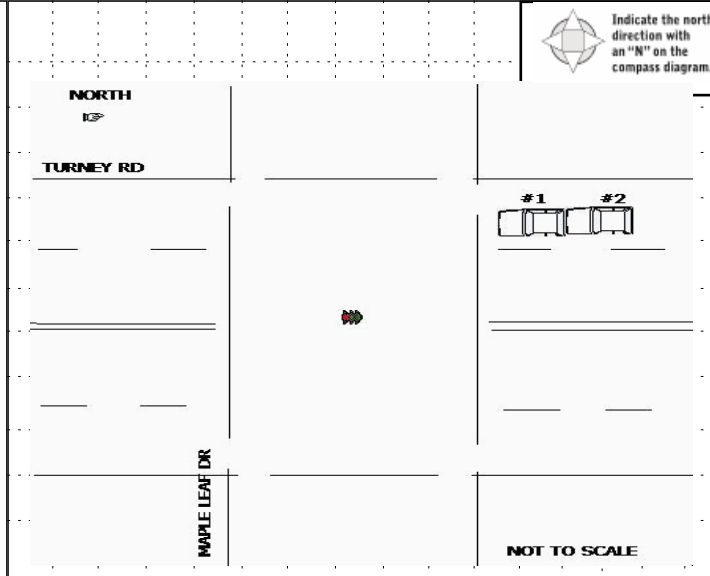 Indicate the north
direction with
an “N” on the
compass diagram.
NORTH
TURNEY RD
#1 #2
MAPLE LEAF DR
NOT TO SCALE